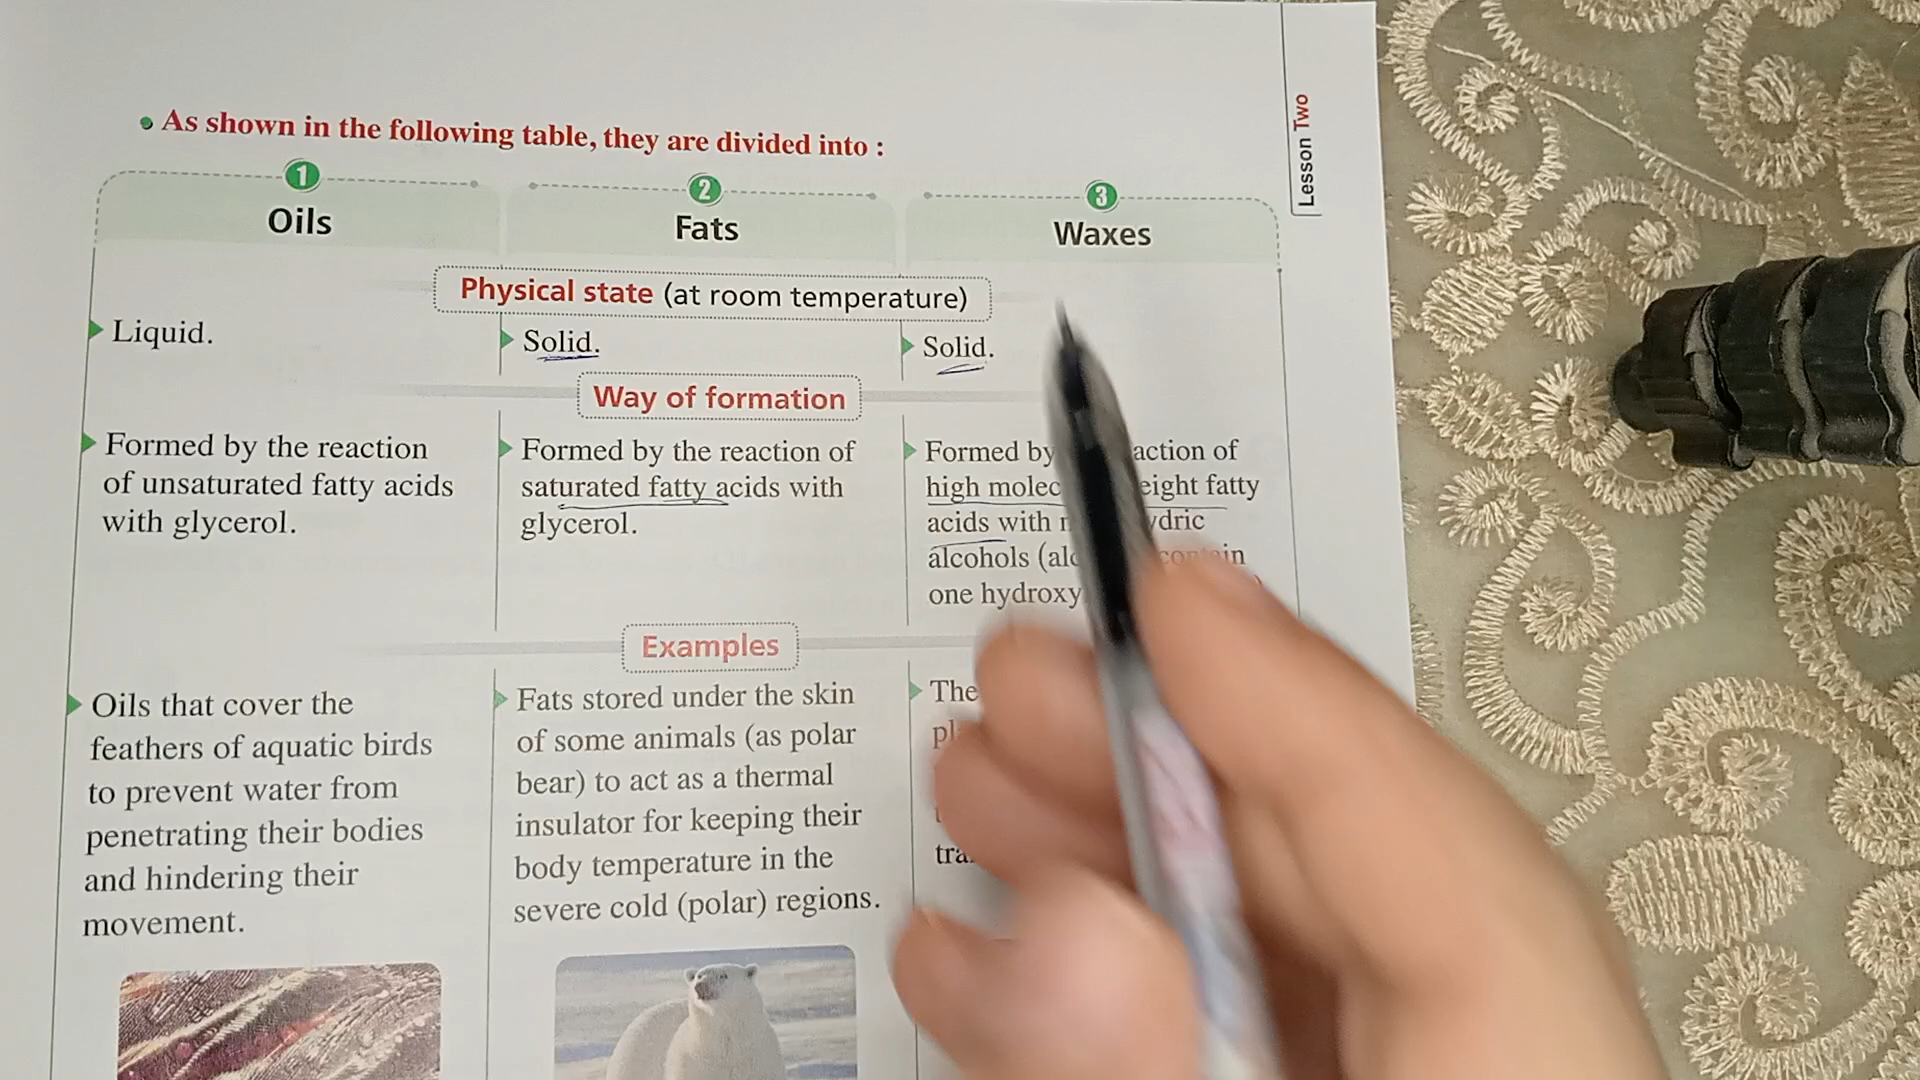 Lesson Two
As shown in the following table, they are divided into :
1
Oils
2
Fats
3
Waxes
Physical state (at room temperature)
Liquid.
Solid.
Solid.
Way of formation
Formed by the reaction
of unsaturated fatty acids
with glycerol.
Formed by the reaction of
saturated fatty acids with
glycerol.
Formed by action of
high fatty
acids with
alcohols
one
Examples
Oils that cover the
feathers of aquatic birds
to prevent water from
penetrating their bodies
and hindering their
movement.
Fats stored under the skin
of some animals (as polar
bear) to act as a thermal
insulator for keeping their
body temperature in the
severe cold (polar) regions.
The